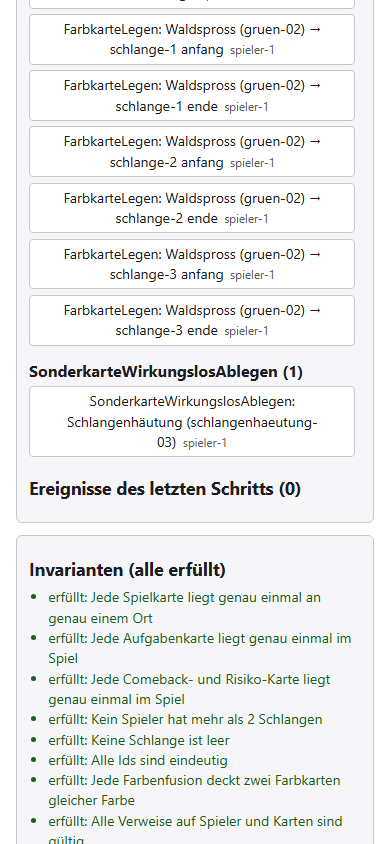 FarbkarteLegen: Waldspross (gruen-02) →
schlange-1 anfang spieler-1
FarbkarteLegen: Waldspross (gruen-02) →
schlange-1 ende spieler-1
FarbkarteLegen: Waldspross (gruen-02) →
schlange-2 anfang spieler-1
FarbkarteLegen: Waldspross (gruen-02) →
schlange-2 ende spieler-1
FarbkarteLegen: Waldspross (gruen-02) →
schlange-3 anfang spieler-1
FarbkarteLegen: Waldspross (gruen-02) →
schlange-3 ende spieler-1
SonderkarteWirkungslosAblegen (1)
SonderkarteWirkungslosAblegen:
Schlangenhäutung (schlangenhaeutung-
03) spieler-1
Ereignisse des letzten Schritts (0)
Invarianten (alle erfüllt)
• erfüllt: Jede Spielkarte liegt genau einmal an
genau einem Ort
• erfüllt: Jede Aufgabenkarte liegt genau einmal im
Spiel
• erfüllt: Jede Comeback- und Risiko-Karte liegt
genau einmal im Spiel
• erfüllt: Kein Spieler hat mehr als 2 Schlangen
• erfüllt: Keine Schlange ist leer
• erfüllt: Alle Ids sind eindeutig
• erfüllt: Jede Farbenfusion deckt zwei Farbkarten
gleicher Farbe
• erfüllt: Alle Verweise auf Spieler und Karten sind
gültig